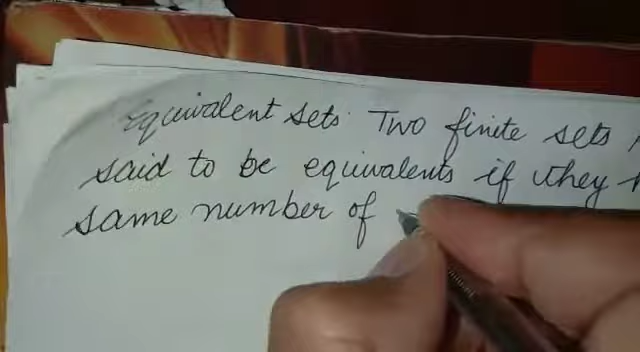 Equivalent sets: Two finite sets
said to be equivalents if they
same number of